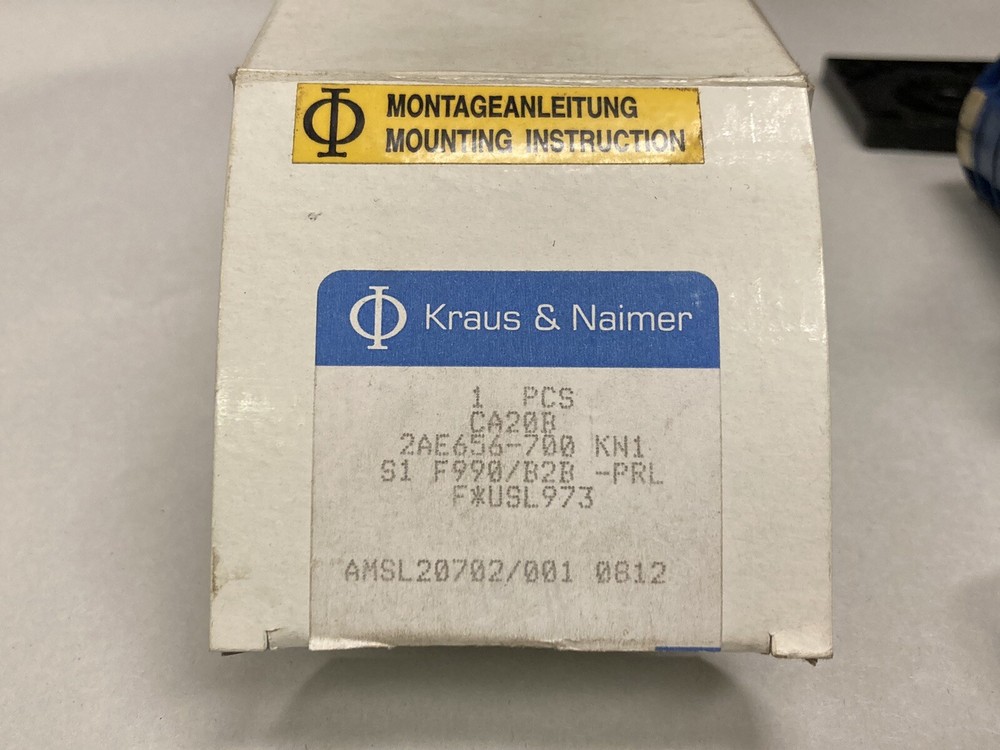 MONTAGEANLEITUNG
MOUNTING INSTRUCTION
Kraus & Naimer
1 PCS
CA20B
2AE656-700 KN1
S1 F990/B2B -PRL
F*USL973
AMSL20702/001 0812